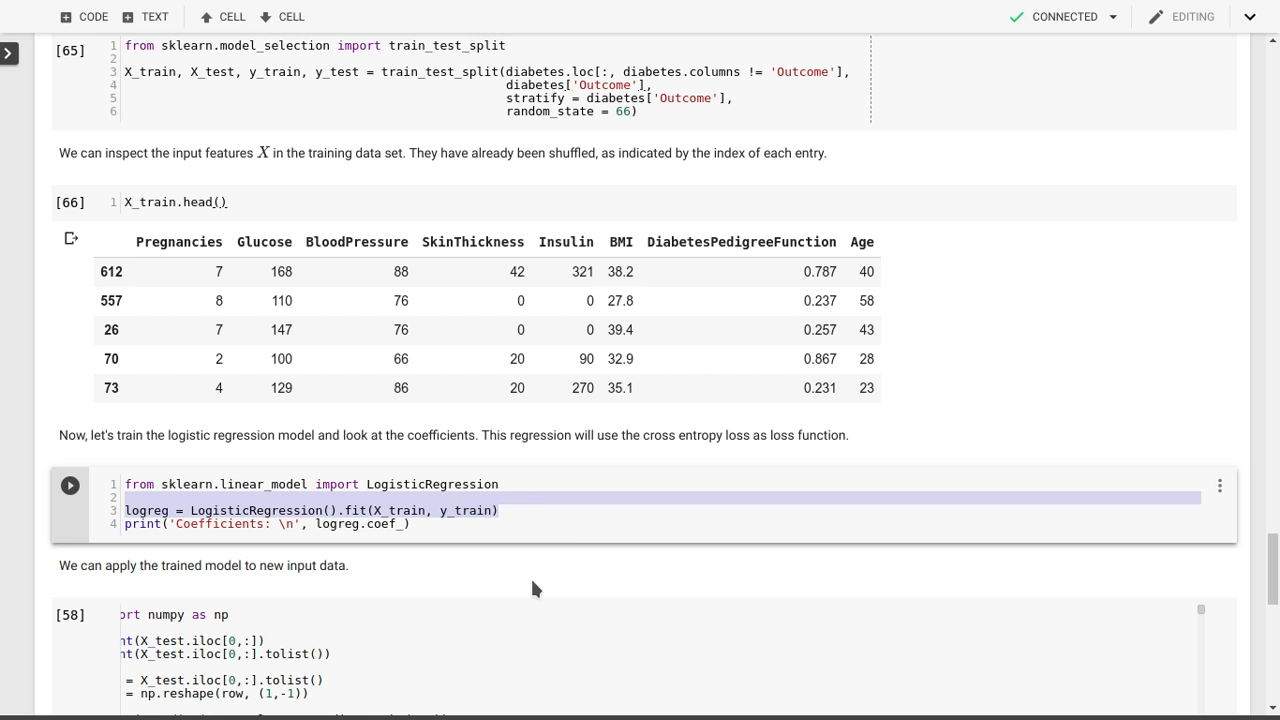 CODE TEXT CELL CELL CONNECTED EDITING
[65]
1 from sklearn.model_selection import train_test_split
2
3 X_train, X_test, y_train, y_test = train_test_split(diabetes.loc[:, diabetes.columns != 'Outcome'],
4 diabetes['Outcome'],
5 stratify = diabetes['Outcome'],
6 random_state = 66)
We can inspect the input features X in the training data set. They have already been shuffled, as indicated by the index of each entry.
[66] 1 X_train.head()
Pregnancies Glucose BloodPressure SkinThickness Insulin BMI DiabetesPedigreeFunction Age
612 7 168 88 42 321 38.2 0.787 40
557 8 110 76 0 0 27.8 0.237 58
26 7 147 76 0 0 39.4 0.257 43
70 2 100 66 20 90 32.9 0.867 28
73 4 129 86 20 270 35.1 0.231 23
Now, let's train the logistic regression model and look at the coefficients. This regression will use the cross entropy loss as loss function.
1 from sklearn.linear_model import LogisticRegression
2
3 logreg = LogisticRegression().fit(X_train, y_train)
4 print('Coefficients: \n', logreg.coef_)
We can apply the trained model to new input data.
[58] ort numpy as np
nt(X_test.iloc[0,:])
nt(X_test.iloc[0,:].tolist())
= X_test.iloc[0,:].tolist()
= np.reshape(row, (1,-1))